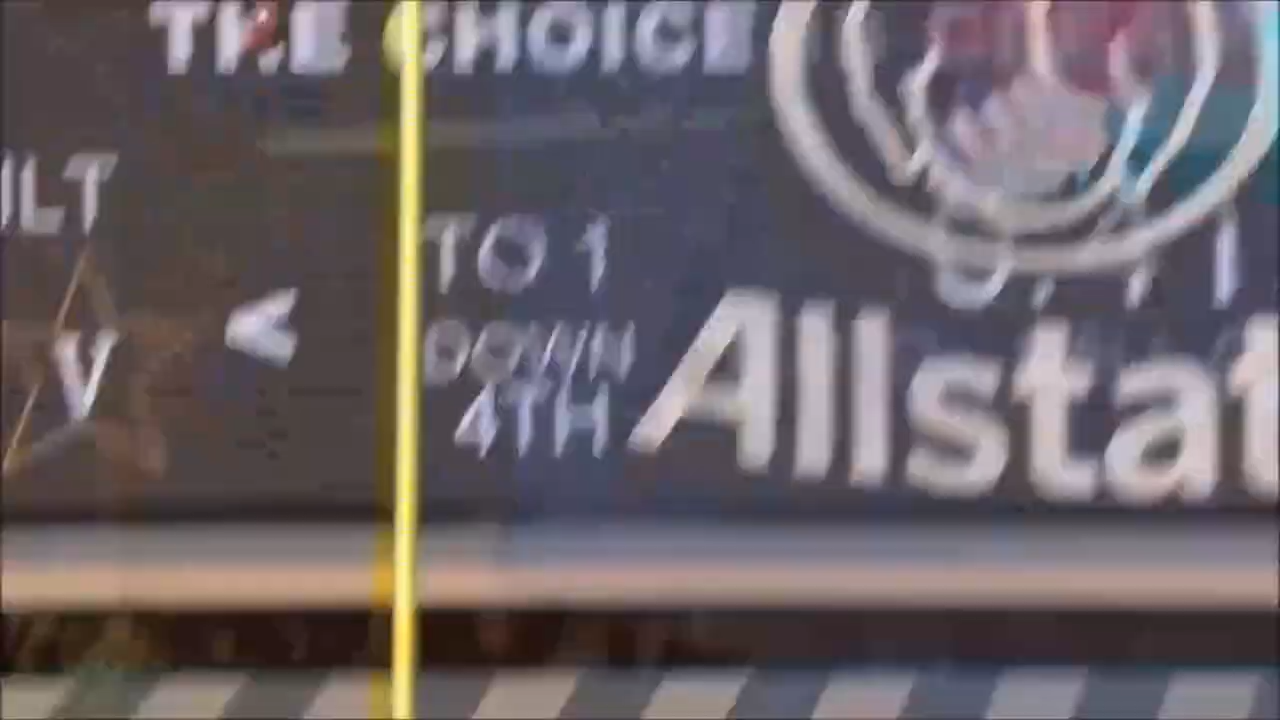 THE CHOICE
ILT
TO 1
DOWN
4TH
V
Allstat